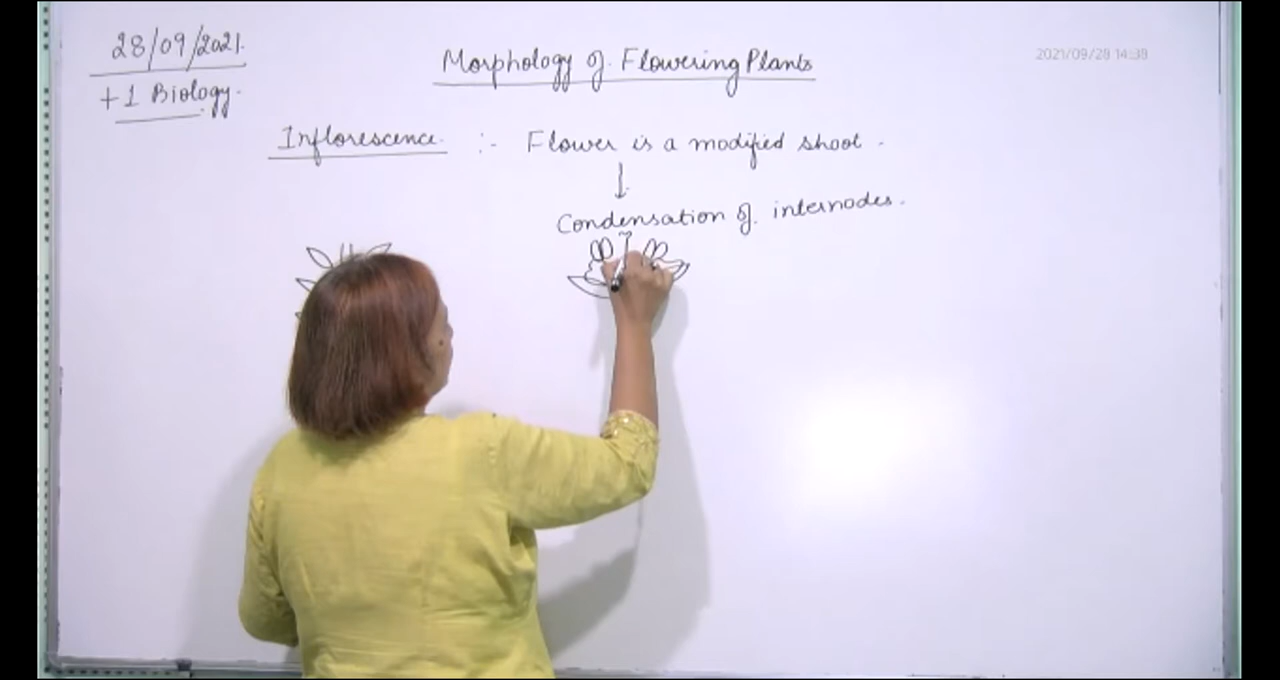 28/09/2021.
+1 Biology.
Morphology of Flowering Plants
2021/09/28 14:38
Inflorescence :- Flower is a modified shoot.
↓
Condensation of internodes.